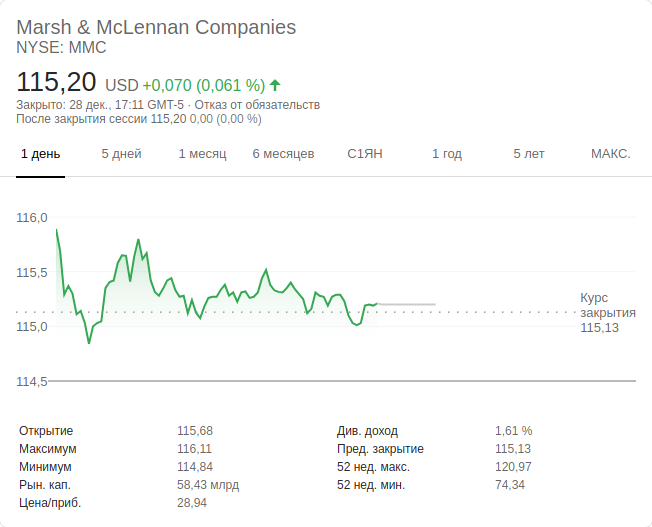 Marsh & McLennan Companies
NYSE: MMC
115,20 USD +0,070 (0,061 %)
Закрыто: 28 дек., 17:11 GMT-5 · Отказ от обязательств
После закрытия сессии 115,20 0,00 (0,00 %)
1 день 5 дней 1 месяц 6 месяцев С1ЯН 1 год 5 лет МАКС.
116,0
115,5
115,0
114,5
Курс
закрытия
115,13
Открытие 115,68 Див. доход 1,61 %
Максимум 116,11 Пред. закрытие 115,13
Минимум 114,84 52 нед. макс. 120,97
Рын. кап. 58,43 млрд 52 нед. мин. 74,34
Цена/приб. 28,94